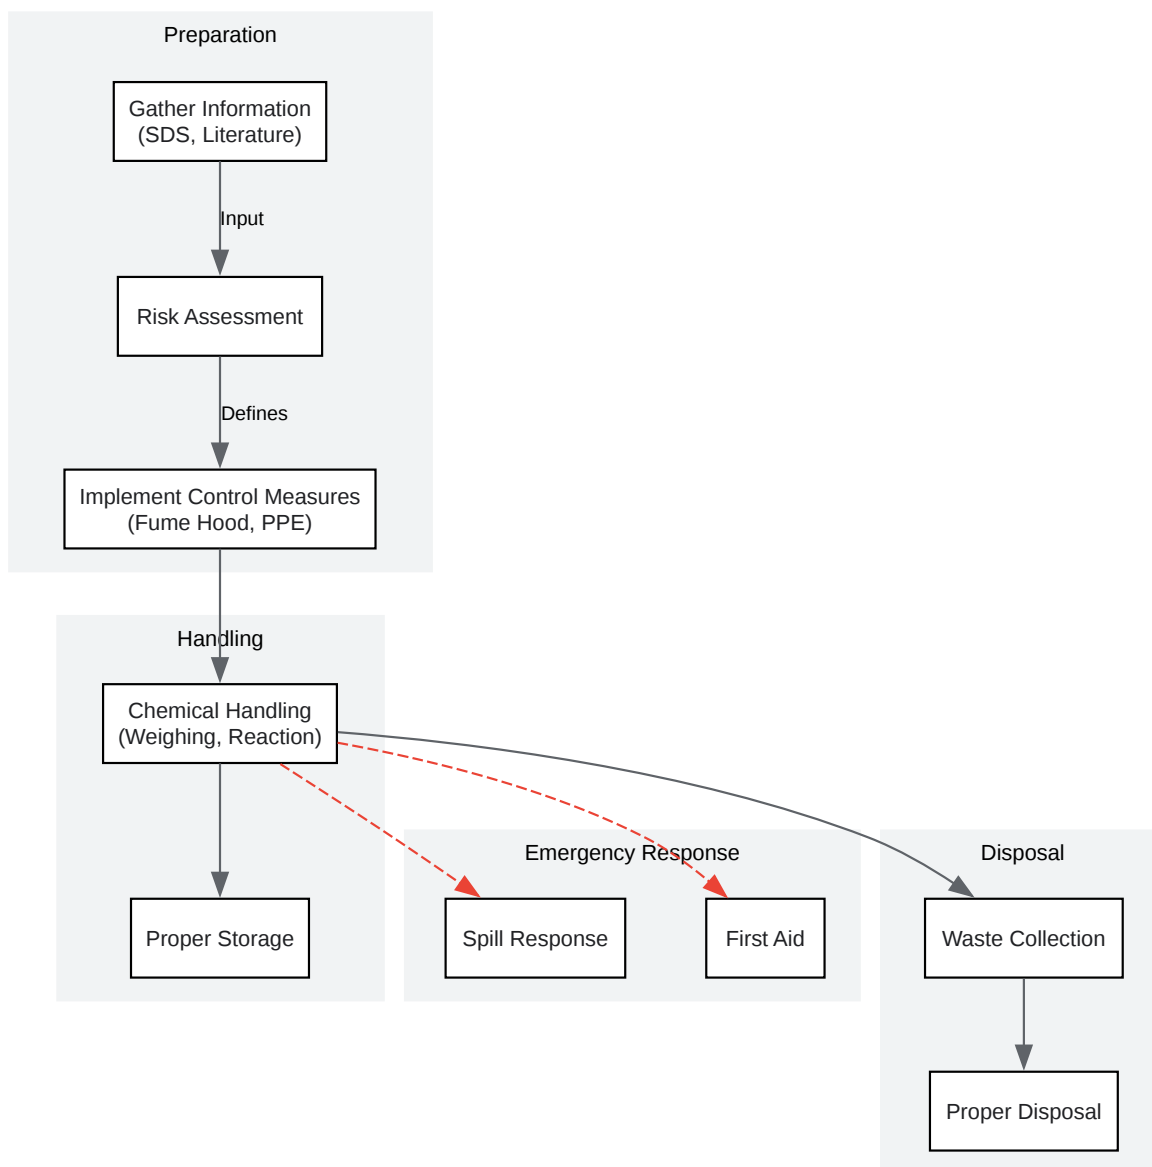 Preparation
Gather Information
(SDS, Literature)
Input
Risk Assessment
Defines
Implement Control Measures
(Fume Hood, PPE)
Handling
Chemical Handling
(Weighing, Reaction)
Proper Storage
Emergency Response
Spill Response
First Aid
Disposal
Waste Collection
Proper Disposal